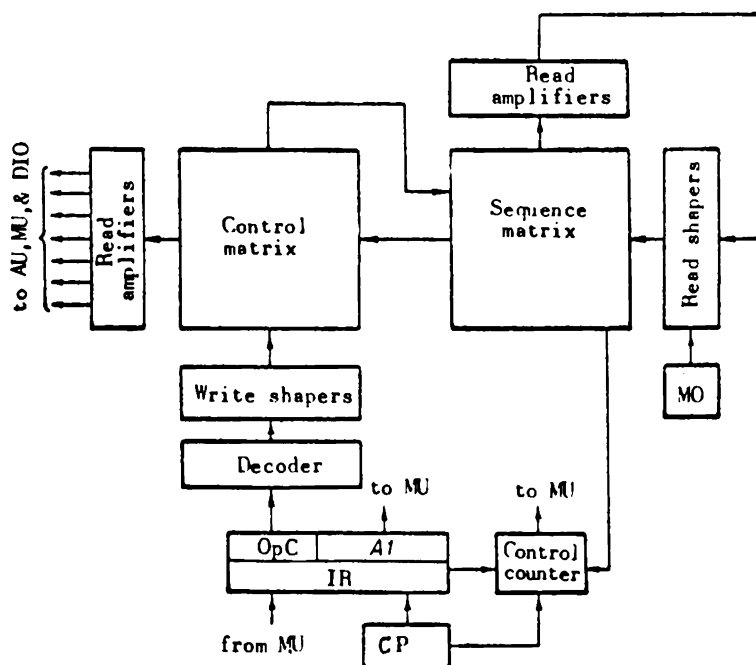 Read
amplifiers
to AU, MU, & DIO
Read
amplifiers
Control
matrix
Sequence
matrix
Read shapers
Write shapers
MO
Decoder
to MU
to MU
OpC
A1
Control
counter
IR
from MU
CP